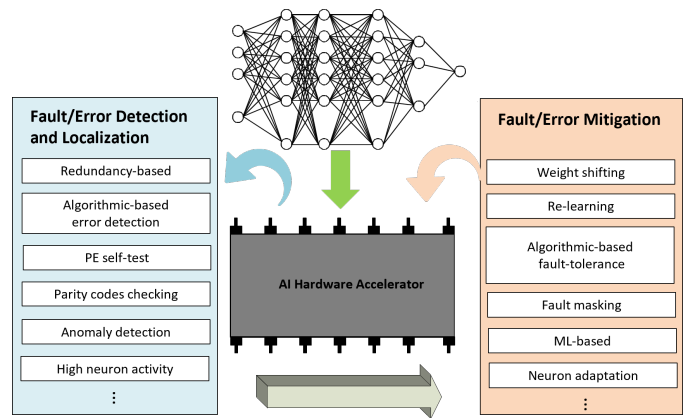 Fault/Error Detection
and Localization
Redundancy-based
Algorithmic-based
error detection
PE self-test
Parity codes checking
Anomaly detection
High neuron activity
⋮
AI Hardware Accelerator
Fault/Error Mitigation
Weight shifting
Re-learning
Algorithmic-based
fault-tolerance
Fault masking
ML-based
Neuron adaptation
⋮